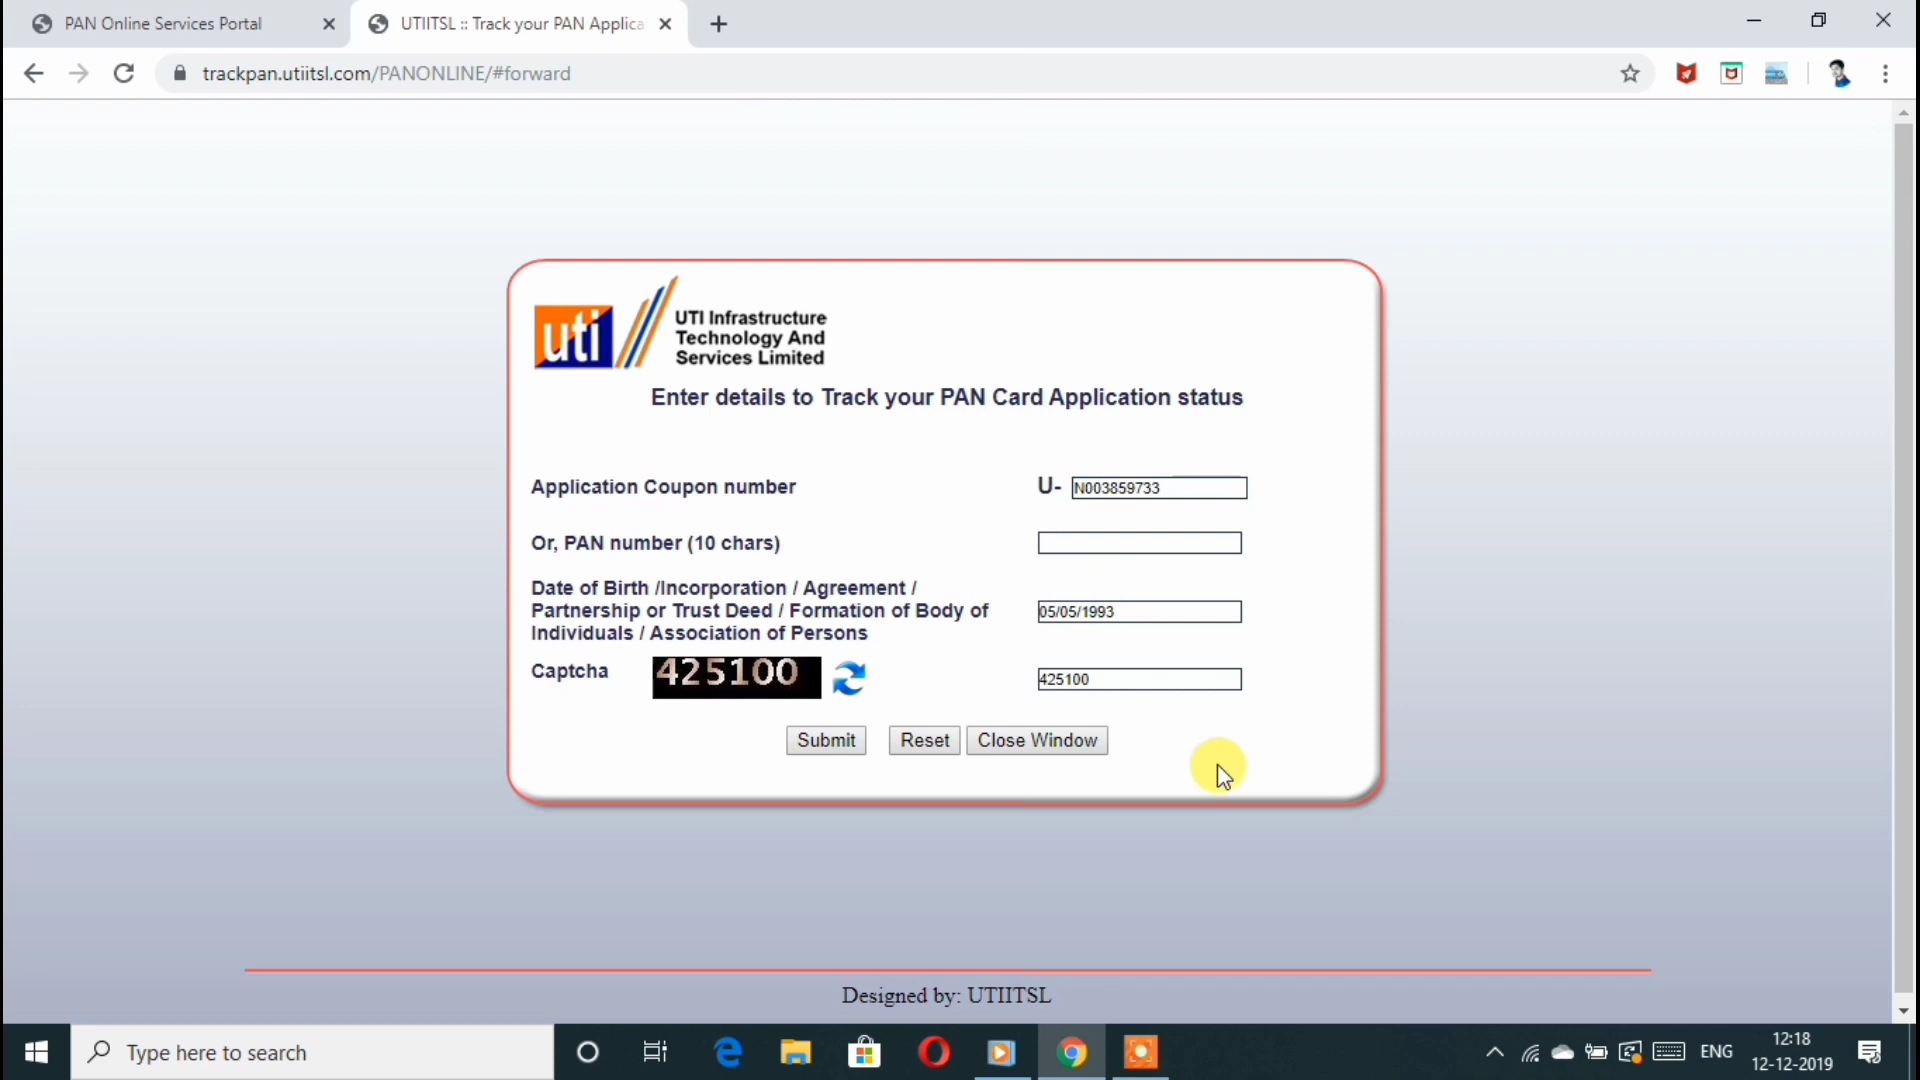 PAN Online Services Portal
UTIITSL :: Track your PAN Applica
trackpan.utiitsl.com/PANONLINE/#forward
uti
UTI Infrastructure
Technology And
Services Limited
Enter details to Track your PAN Card Application status
Application Coupon number
U- N003859733
Or, PAN number (10 chars)
Date of Birth /Incorporation / Agreement /
Partnership or Trust Deed / Formation of Body of
Individuals / Association of Persons
05/05/1993
Captcha 425100 425100
Submit Reset Close Window
Designed by: UTIITSL
Type here to search
ENG
12:18
12-12-2019